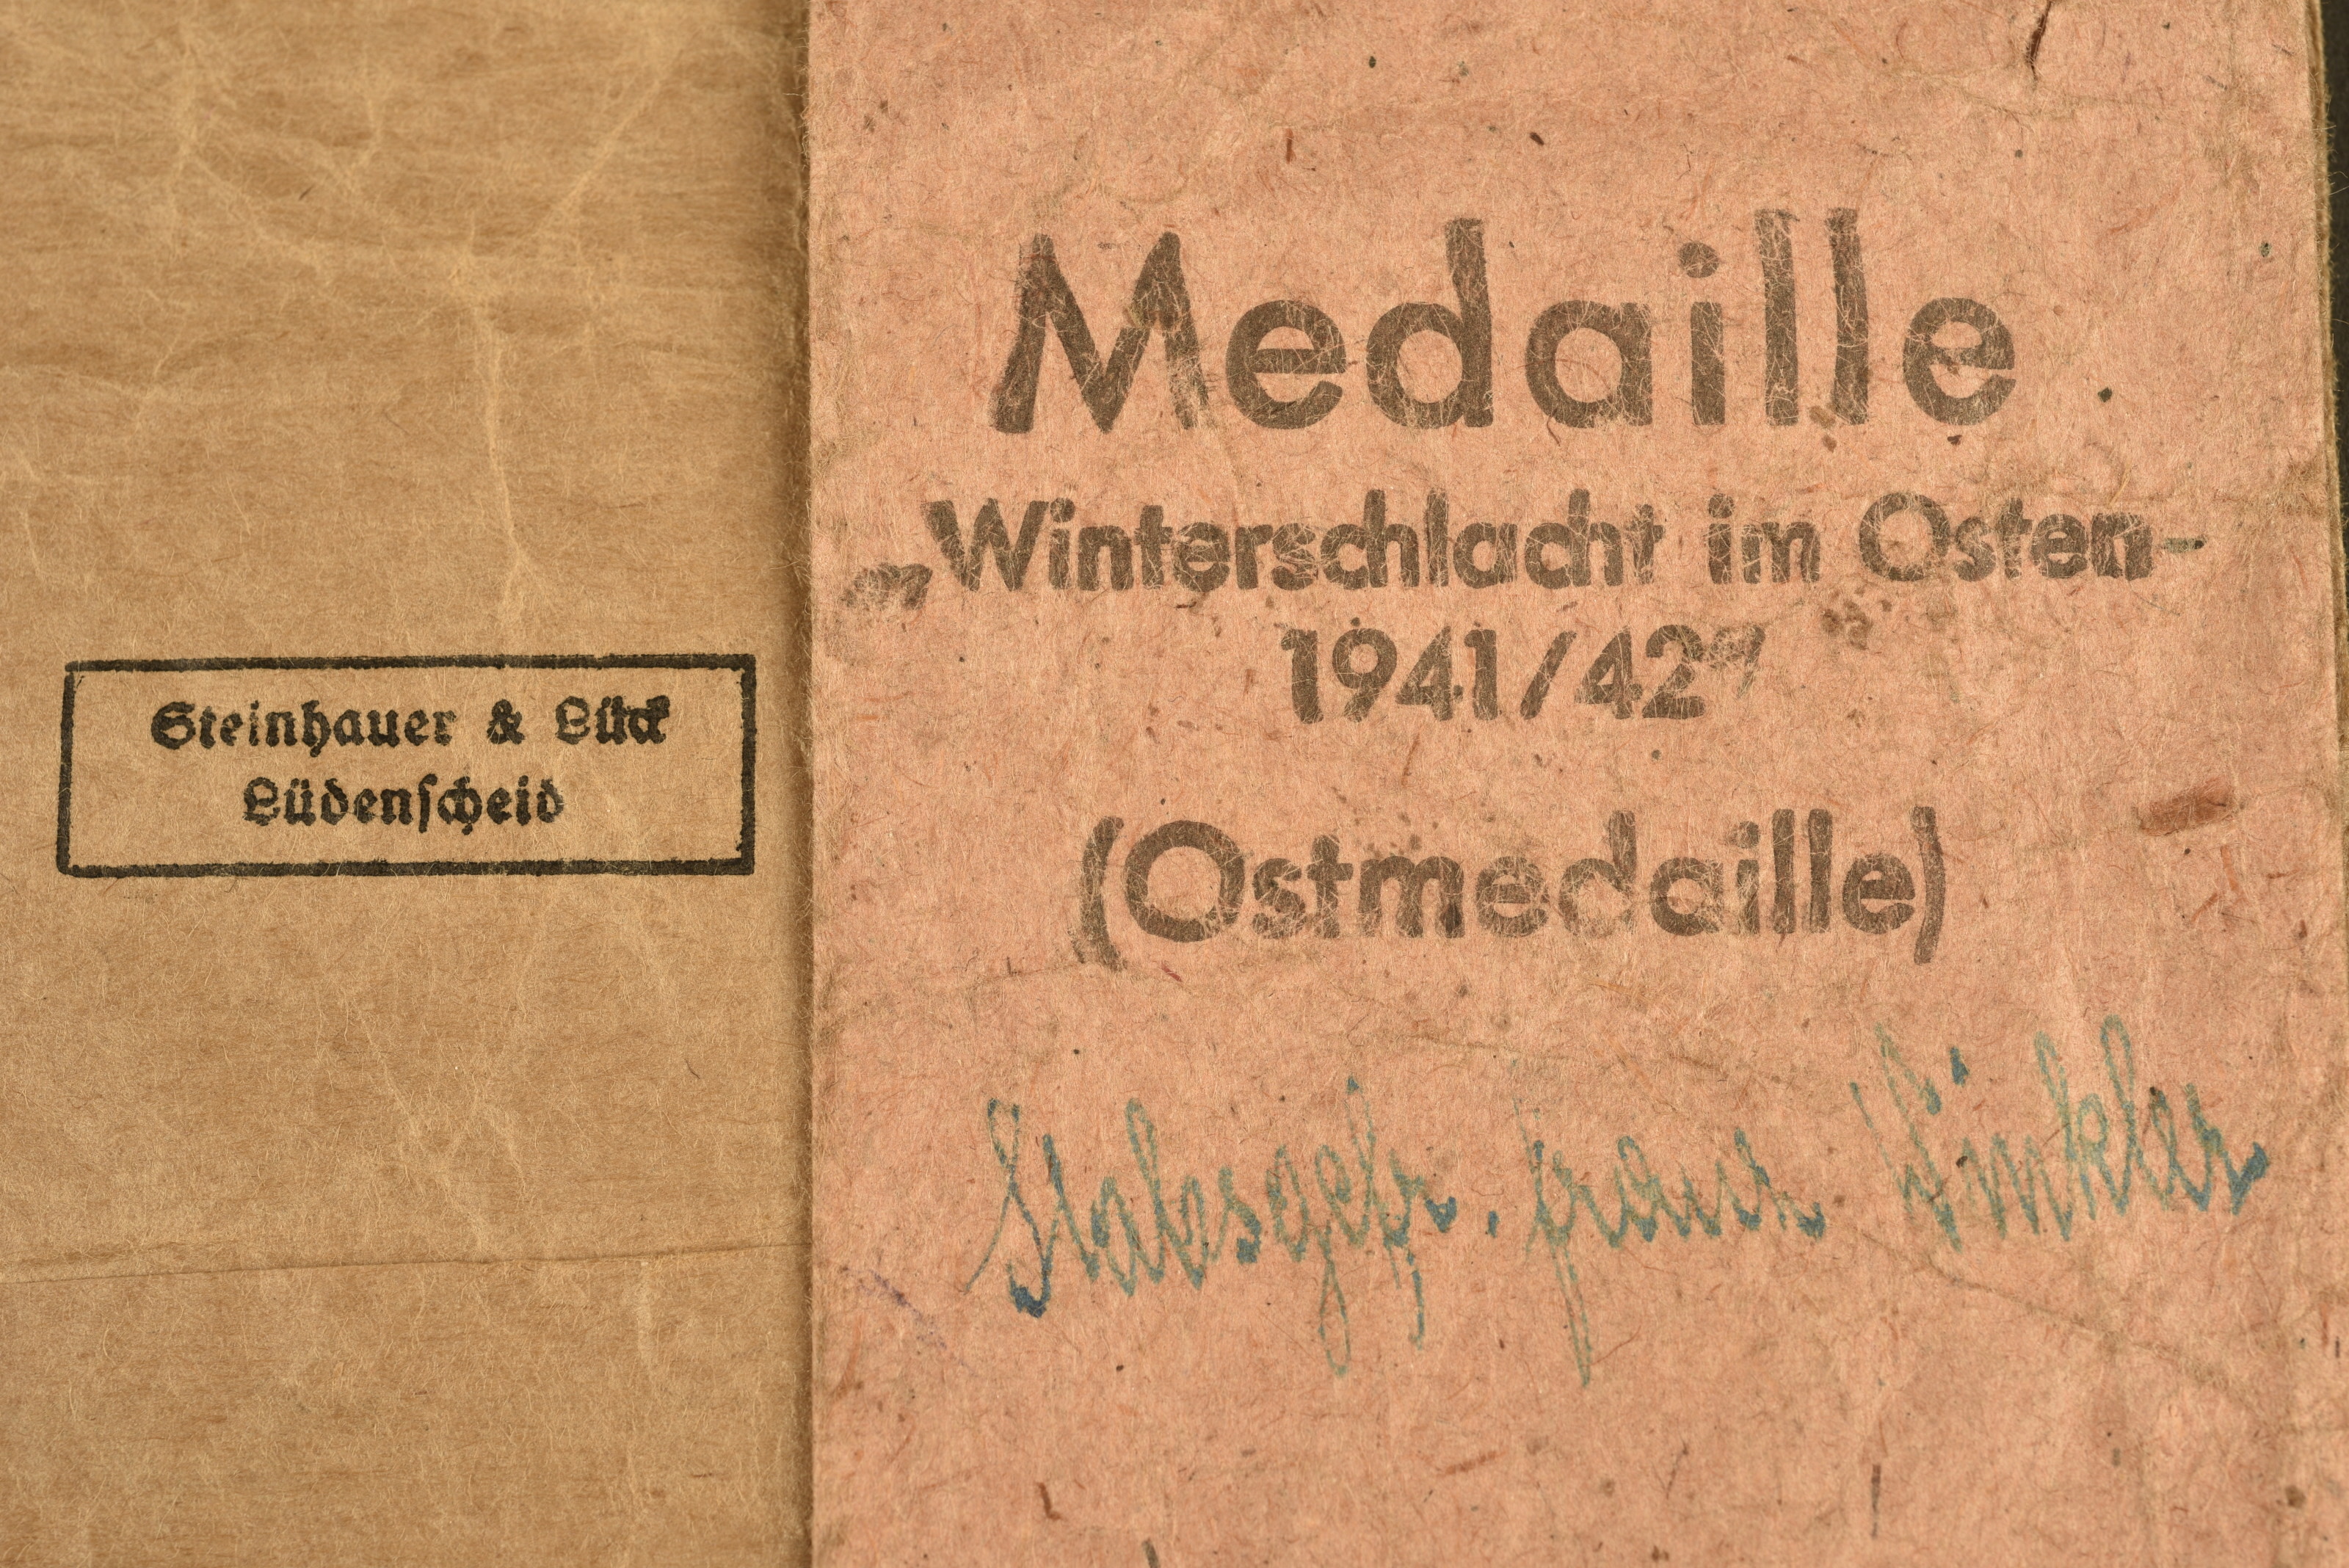 Steinhauer & Lück
Lüdenscheid
Medaille
„Winterschlacht im Osten-
1941/42"
(Ostmedaille)
Stabsgefr. Franz Winkler